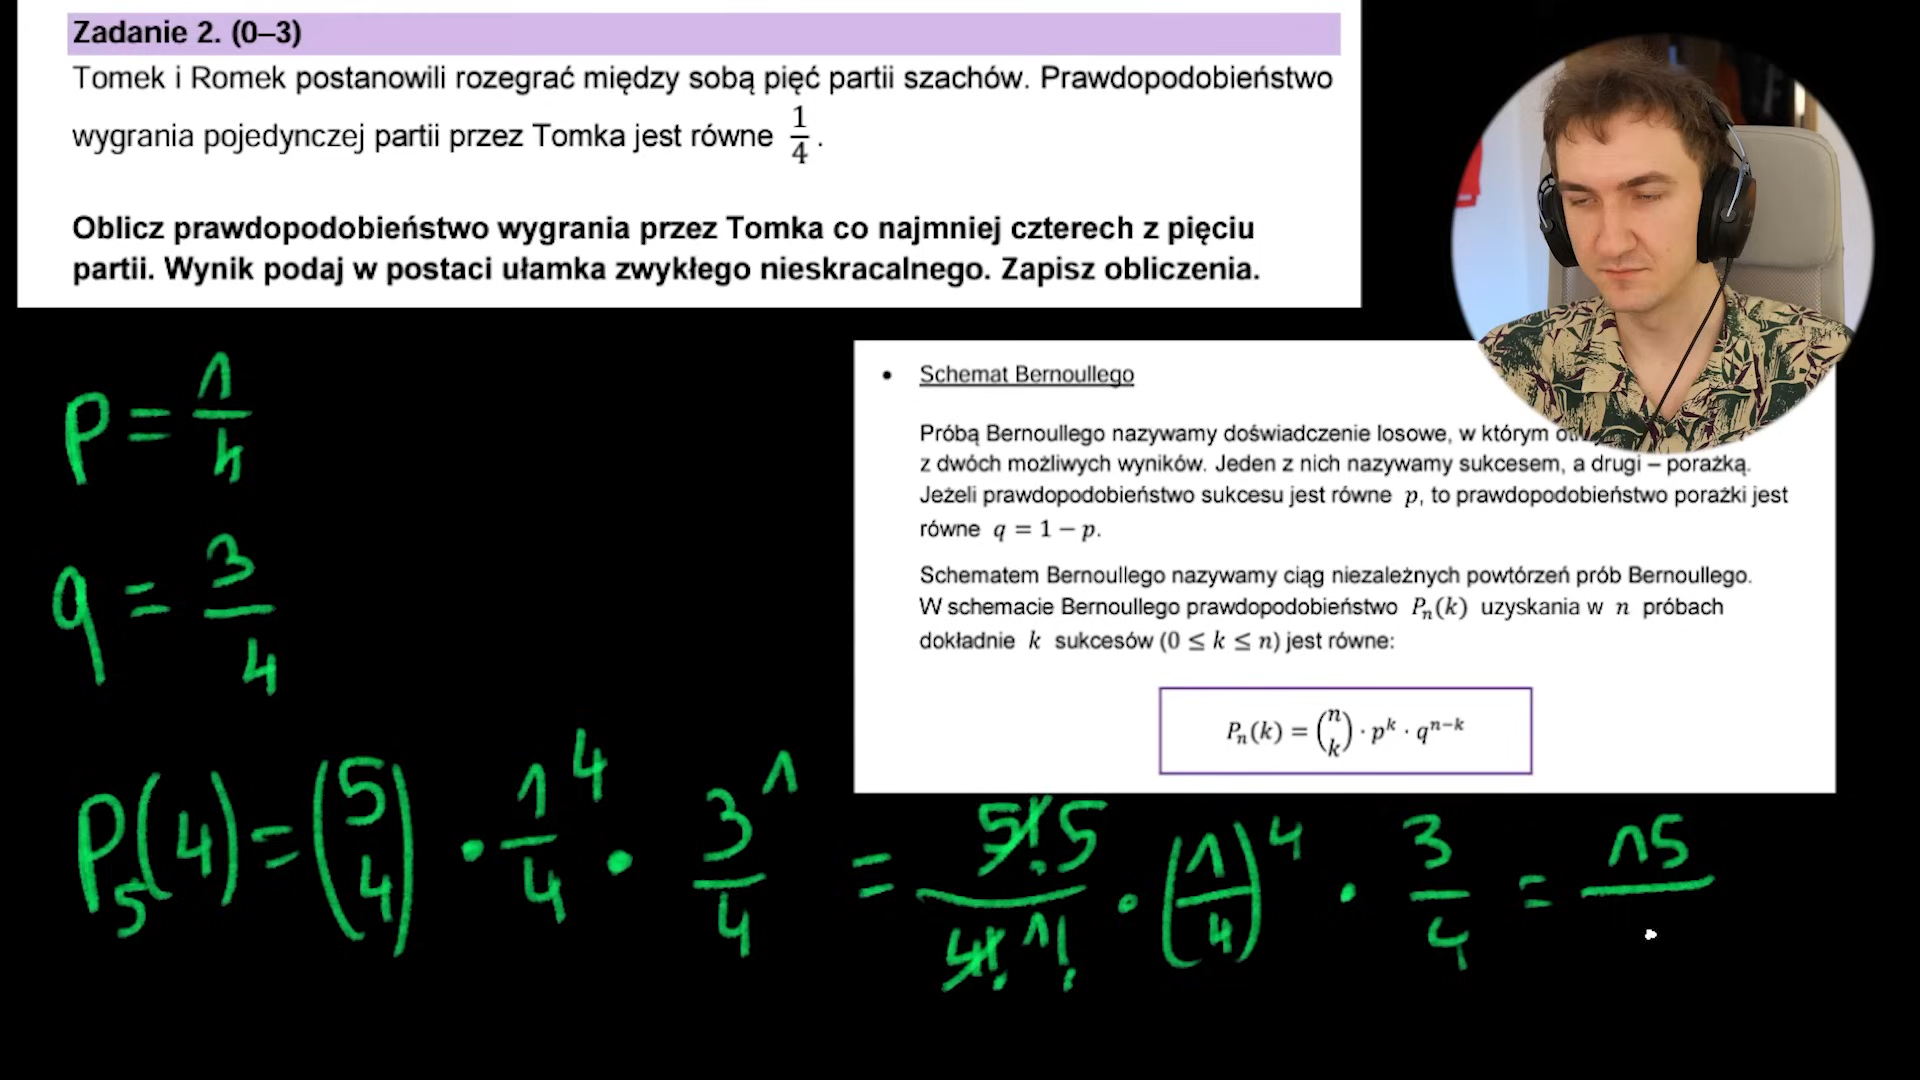 Zadanie 2. (0–3)
Tomek i Romek postanowili rozegrać między sobą pięć partii szachów. Prawdopodobieństwo
wygrania pojedynczej partii przez Tomka jest równe 1/4.
Oblicz prawdopodobieństwo wygrania przez Tomka co najmniej czterech z pięciu
partii. Wynik podaj w postaci ułamka zwykłego nieskracalnego. Zapisz obliczenia.
• Schemat Bernoullego
Próbą Bernoullego nazywamy doświadczenie losowe, w którym
z dwóch możliwych wyników. Jeden z nich nazywamy sukcesem, a drugi – porażką.
Jeżeli prawdopodobieństwo sukcesu jest równe p, to prawdopodobieństwo porażki jest
równe q = 1 − p.
Schematem Bernoullego nazywamy ciąg niezależnych powtórzeń prób Bernoullego.
W schemacie Bernoullego prawdopodobieństwo Pₙ(k) uzyskania w n próbach
dokładnie k sukcesów (0 ≤ k ≤ n) jest równe:
Pₙ(k) = (n k) · pᵏ · qⁿ⁻ᵏ
p = 1/4
q = 3/4
P₅(4) = (5 4) · 1/4⁴ · 3/4¹ = 5! 5/4! 1! · (1/4)⁴ · 3/4 = 15